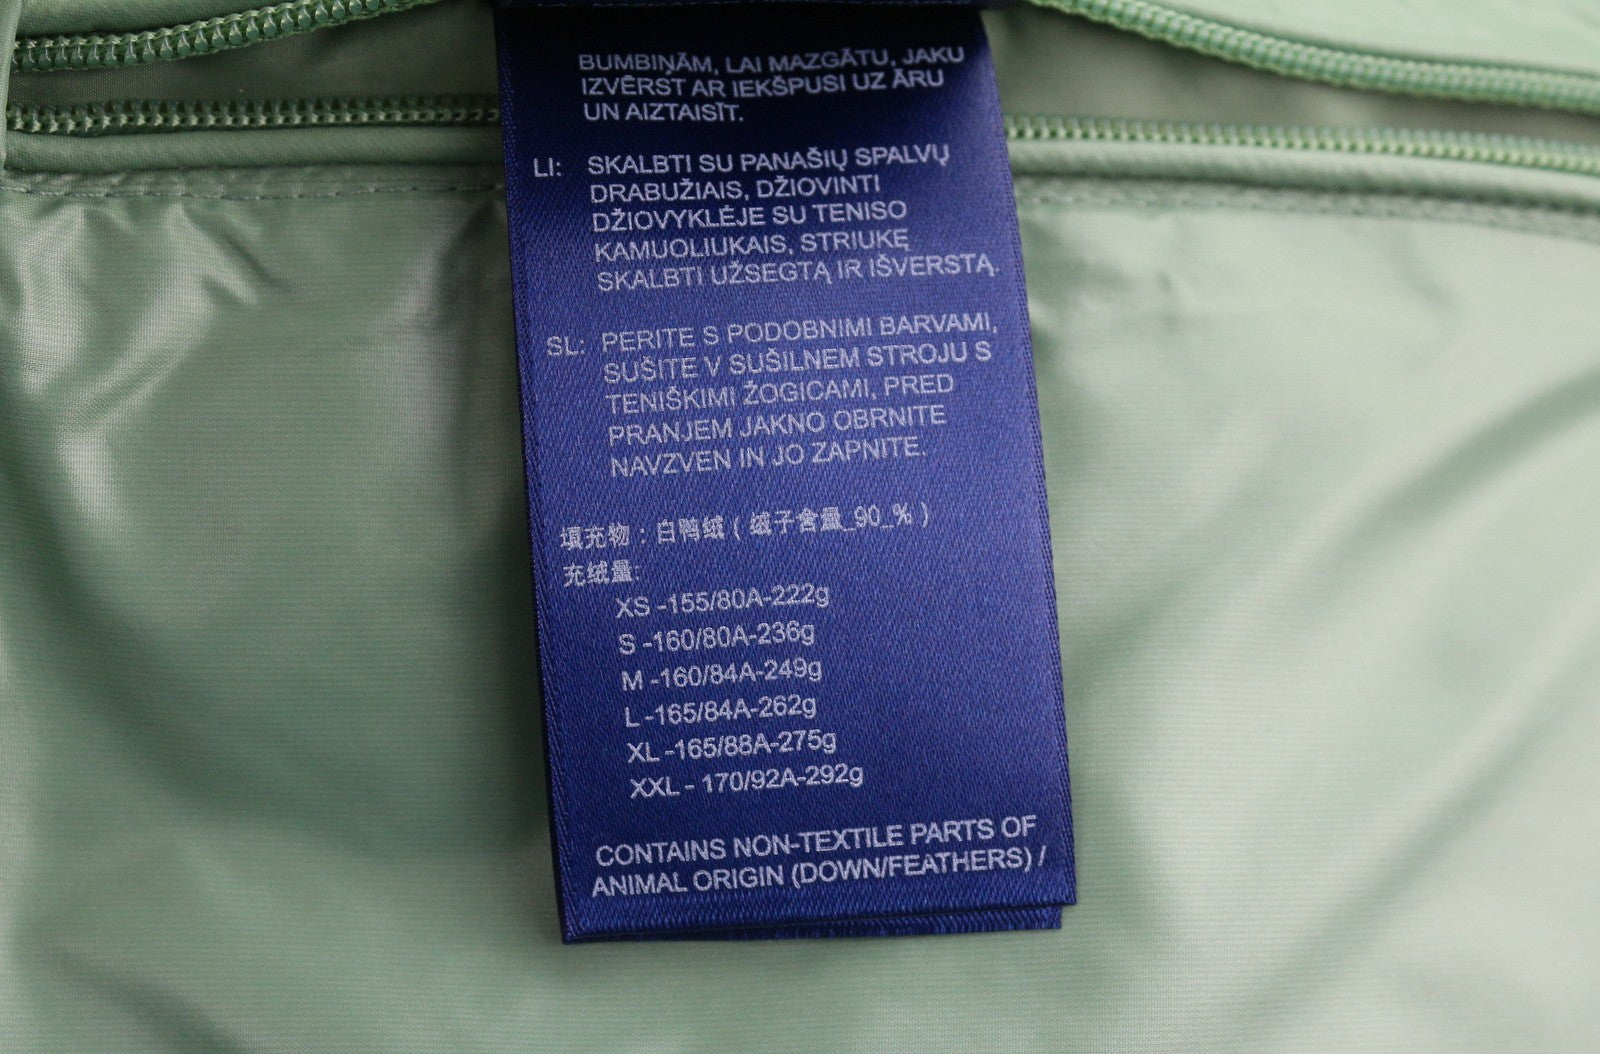 BUMBIŅĀM, LAI MAZGĀTU, JAKU
IZVĒRST AR IEKŠPUSI UZ ĀRU
UN AIZTAISĪT.
LI: SKALBTI SU PANAŠIŲ SPALVŲ
DRABUŽIAIS, DŽIOVINTI
DŽIOVYKLĖJE SU TENISO
KAMUOLIUKAIS, STRIUKĘ
SKALBTI UŽSEGTĄ IR IŠVERSTĄ.
SL: PERITE S PODOBNIMI BARVAMI,
SUŠITE V SUŠILNEM STROJU S
TENIŠKIMI ŽOGICAMI, PRED
PRANJEM JAKNO OBRNITE
NAVZVEN IN JO ZAPNITE.
填充物：白鸭绒（绒子含量_90_%）
充绒量:
XS -155/80A-222g
S -160/80A-236g
M -160/84A-249g
L -165/84A-262g
XL -165/88A-275g
XXL - 170/92A-292g
CONTAINS NON-TEXTILE PARTS OF
ANIMAL ORIGIN (DOWN/FEATHERS) /